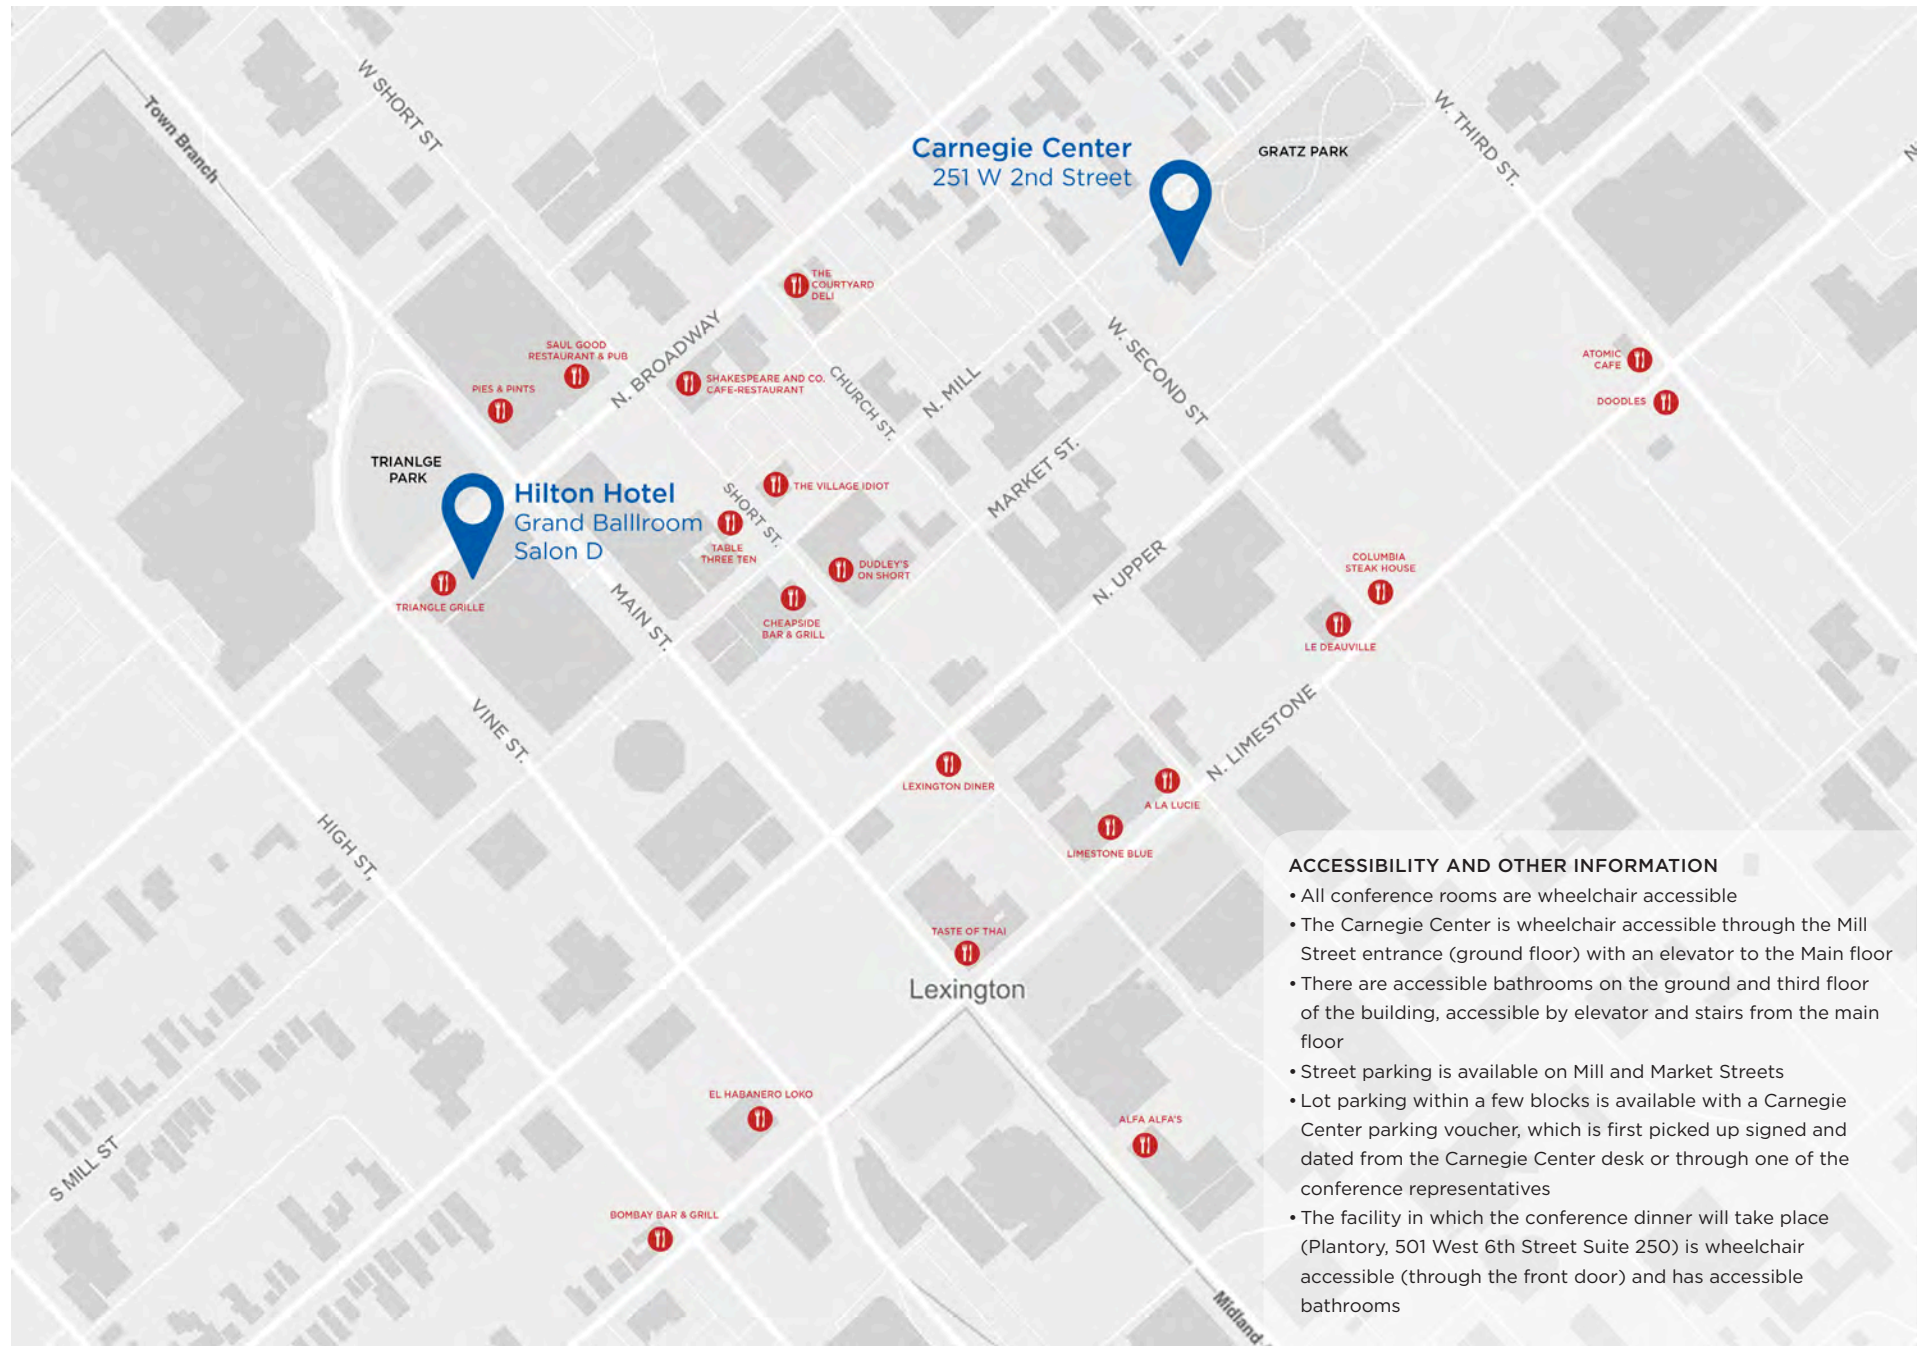 W SHORT ST
Town Branch
W. THIRD ST.
N
Carnegie Center
251 W 2nd Street
GRATZ PARK
THE
COURTYARD
DELI
N. BROADWAY
SAUL GOOD
RESTAURANT & PUB
PIES & PINTS
SHAKESPEARE AND CO.
CAFE-RESTAURANT
CHURCH ST.
N. MILL
W. SECOND ST
ATOMIC
CAFE
DOODLES
TRIANLGE
PARK
Hilton Hotel
Grand Balllroom
Salon D
SHORT ST.
THE VILLAGE IDIOT
MARKET ST.
TABLE
THREE TEN
DUDLEY'S
ON SHORT
N. UPPER
COLUMBIA
STEAK HOUSE
TRIANGLE GRILLE
MAIN ST.
CHEAPSIDE
BAR & GRILL
LE DEAUVILLE
VINE ST.
N. LIMESTONE
LEXINGTON DINER
A LA LUCIE
LIMESTONE BLUE
HIGH ST,
TASTE OF THAI
Lexington
EL HABANERO LOKO
ALFA ALFA'S
S MILL ST
BOMBAY BAR & GRILL
Midland
ACCESSIBILITY AND OTHER INFORMATION
• All conference rooms are wheelchair accessible
• The Carnegie Center is wheelchair accessible through the Mill
Street entrance (ground floor) with an elevator to the Main floor
• There are accessible bathrooms on the ground and third floor
of the building, accessible by elevator and stairs from the main
floor
• Street parking is available on Mill and Market Streets
• Lot parking within a few blocks is available with a Carnegie
Center parking voucher, which is first picked up signed and
dated from the Carnegie Center desk or through one of the
conference representatives
• The facility in which the conference dinner will take place
(Plantory, 501 West 6th Street Suite 250) is wheelchair
accessible (through the front door) and has accessible
bathrooms